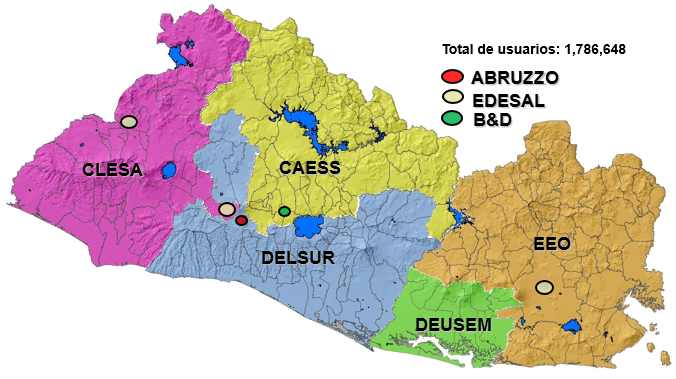 Total de usuarios: 1,786,648
ABRUZZO
EDESAL
B&D
CLESA
CAESS
EEO
DELSUR
DEUSEM